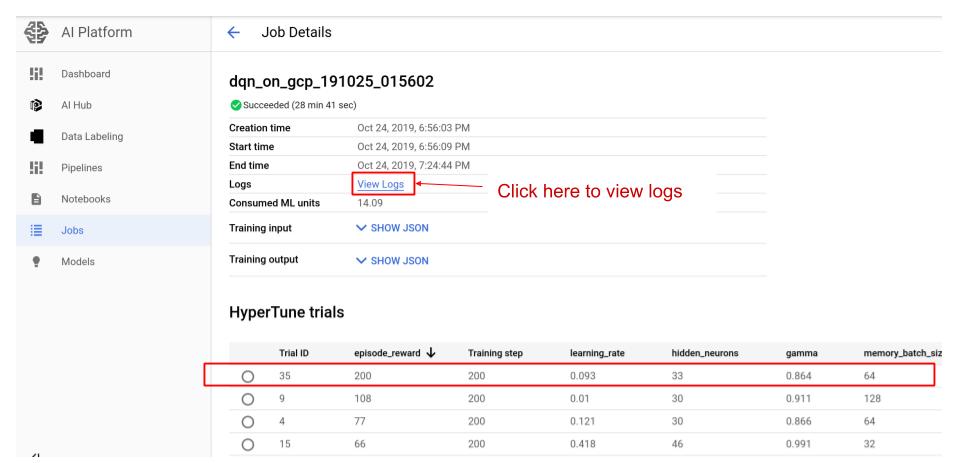 AI Platform
Job Details
Dashboard
AI Hub
Data Labeling
Pipelines
Notebooks
Jobs
Models
dqn_on_gcp_191025_015602
Succeeded (28 min 41 sec)
Creation time Oct 24, 2019, 6:56:03 PM
Start time Oct 24, 2019, 6:56:09 PM
End time Oct 24, 2019, 7:24:44 PM
Logs View Logs Click here to view logs
Consumed ML units 14.09
Training input SHOW JSON
Training output SHOW JSON
HyperTune trials
Trial ID episode_reward Training step learning_rate hidden_neurons gamma memory_batch_siz
35 200 200 0.093 33 0.864 64
9 108 200 0.01 30 0.911 128
4 77 200 0.121 30 0.866 64
15 66 200 0.418 46 0.991 32